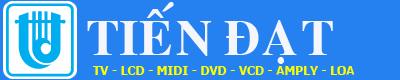 TIẾN ĐẠT
TV - LCD - MIDI - DVD - VCD - AMPLY - LOA